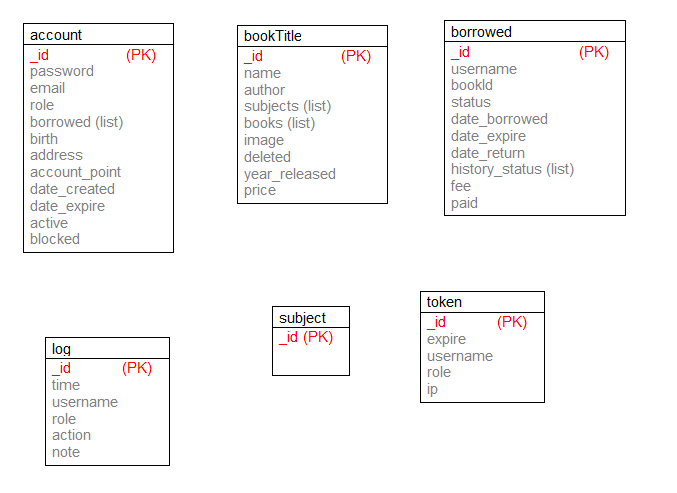 account
_id (PK)
password
email
role
borrowed (list)
birth
address
account_point
date_created
date_expire
active
blocked
bookTitle
_id (PK)
name
author
subjects (list)
books (list)
image
deleted
year_released
price
borrowed
_id (PK)
username
bookId
status
date_borrowed
date_expire
date_return
history_status (list)
fee
paid
log
_id (PK)
time
username
role
action
note
subject
_id (PK)
token
_id (PK)
expire
username
role
ip